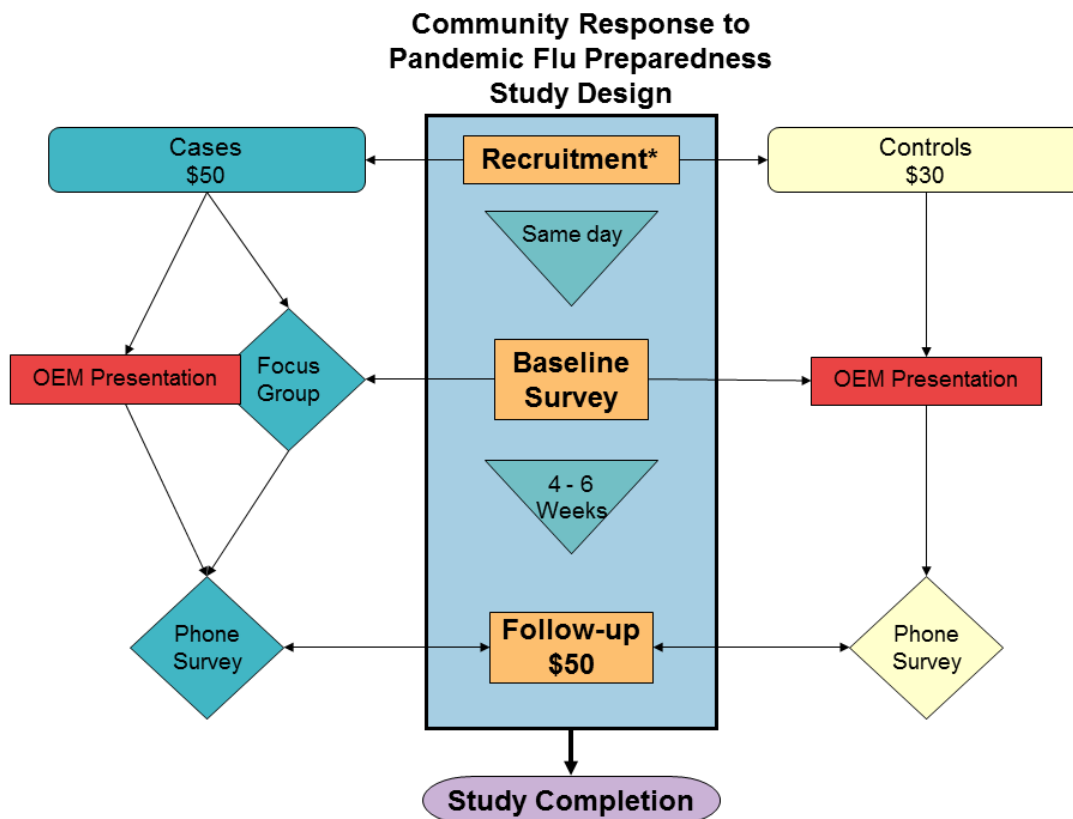 Community Response to
Pandemic Flu Preparedness
Study Design
Cases
$50
Recruitment*
Controls
$30
Same day
OEM Presentation
Focus
Group
Baseline
Survey
OEM Presentation
4 - 6
Weeks
Phone
Survey
Follow-up
$50
Phone
Survey
Study Completion